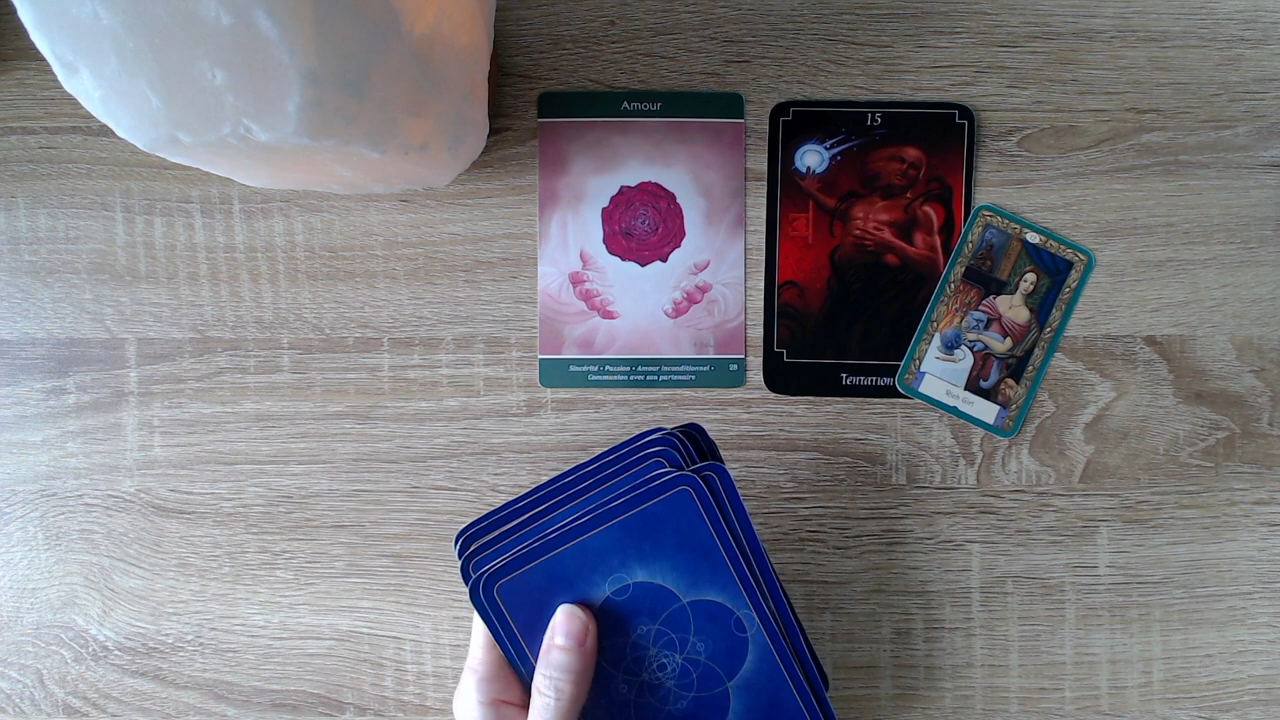 Amour
Sincérité • Passion • Amour inconditionnel •
Communion avec son partenaire
28
15
Tentation
Rich Girl